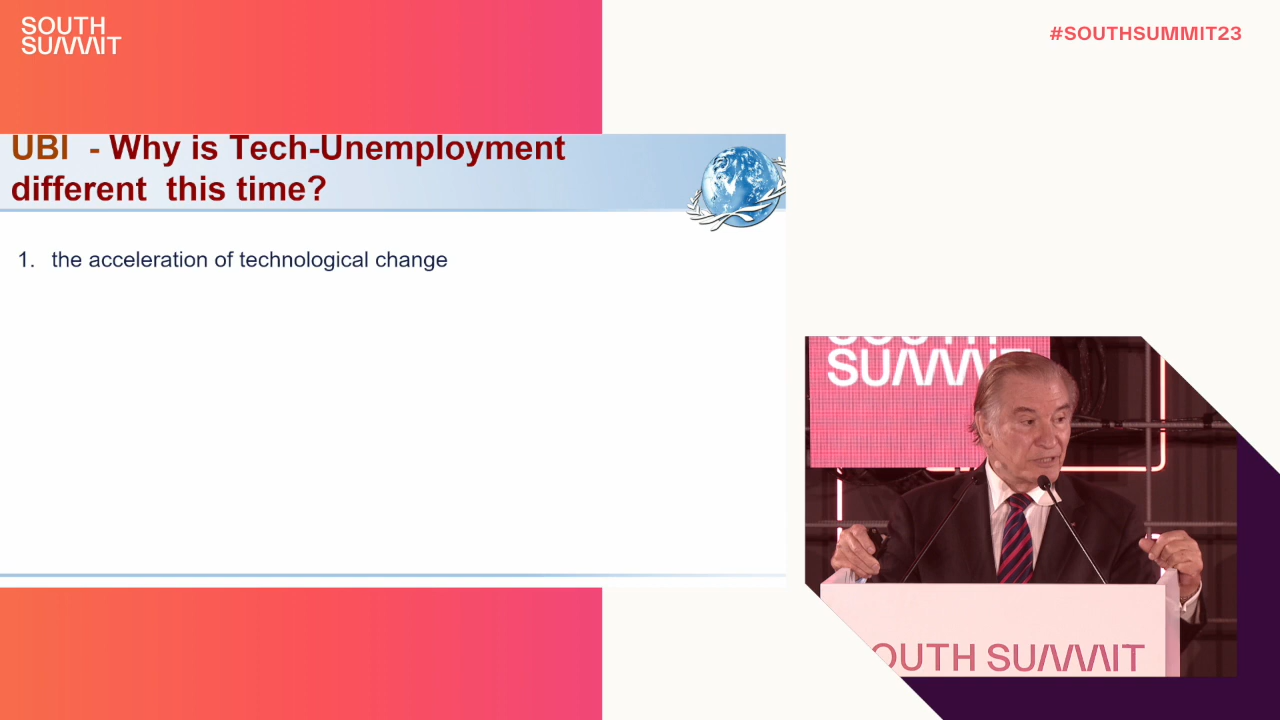 SOUTH
SUMMIT
#SOUTHSUMMIT23
UBI - Why is Tech-Unemployment
different this time?
1. the acceleration of technological change
SOUTH
SUMMIT
OUTH SUMMIT